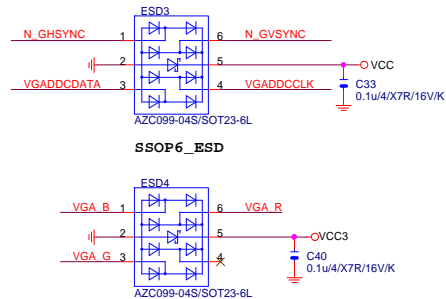 ESD3
N_GHSYNC 1 6 N_GVSYNC
2 5 VCC
VGADDCDATA 3 4 VGADDCCLK
C33
0.1u/4/X7R/16V/K
AZC099-04S/SOT23-6L
SSOP6_ESD
ESD4
VGA_B 1 6 VGA_R
2 5 VCC3
VGA_G 3 4
C40
0.1u/4/X7R/16V/K
AZC099-04S/SOT23-6L